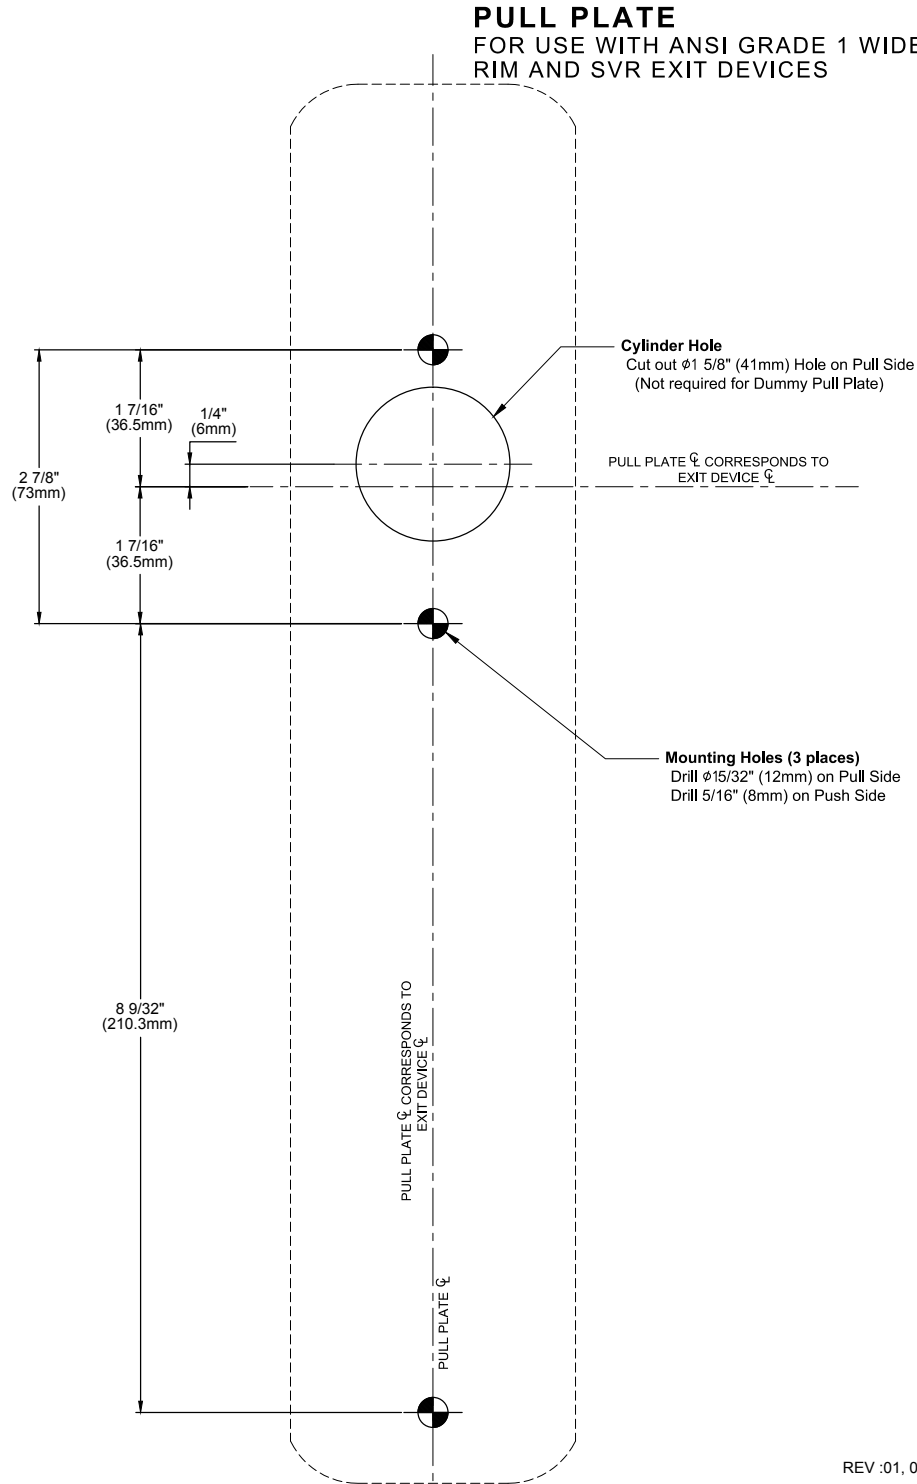 PULL PLATE
FOR USE WITH ANSI GRADE 1 WIDE
RIM AND SVR EXIT DEVICES
Cylinder Hole
Cut out ⌀1 5/8" (41mm) Hole on Pull Side
(Not required for Dummy Pull Plate)
1 7/16"
(36.5mm)
1/4"
(6mm)
2 7/8"
(73mm)
PULL PLATE ℄ CORRESPONDS TO
EXIT DEVICE ℄
1 7/16"
(36.5mm)
Mounting Holes (3 places)
Drill ⌀15/32" (12mm) on Pull Side
Drill 5/16" (8mm) on Push Side
8 9/32"
(210.3mm)
PULL PLATE ℄ CORRESPONDS TO
EXIT DEVICE ℄
PULL PLATE ℄
REV :01, 0